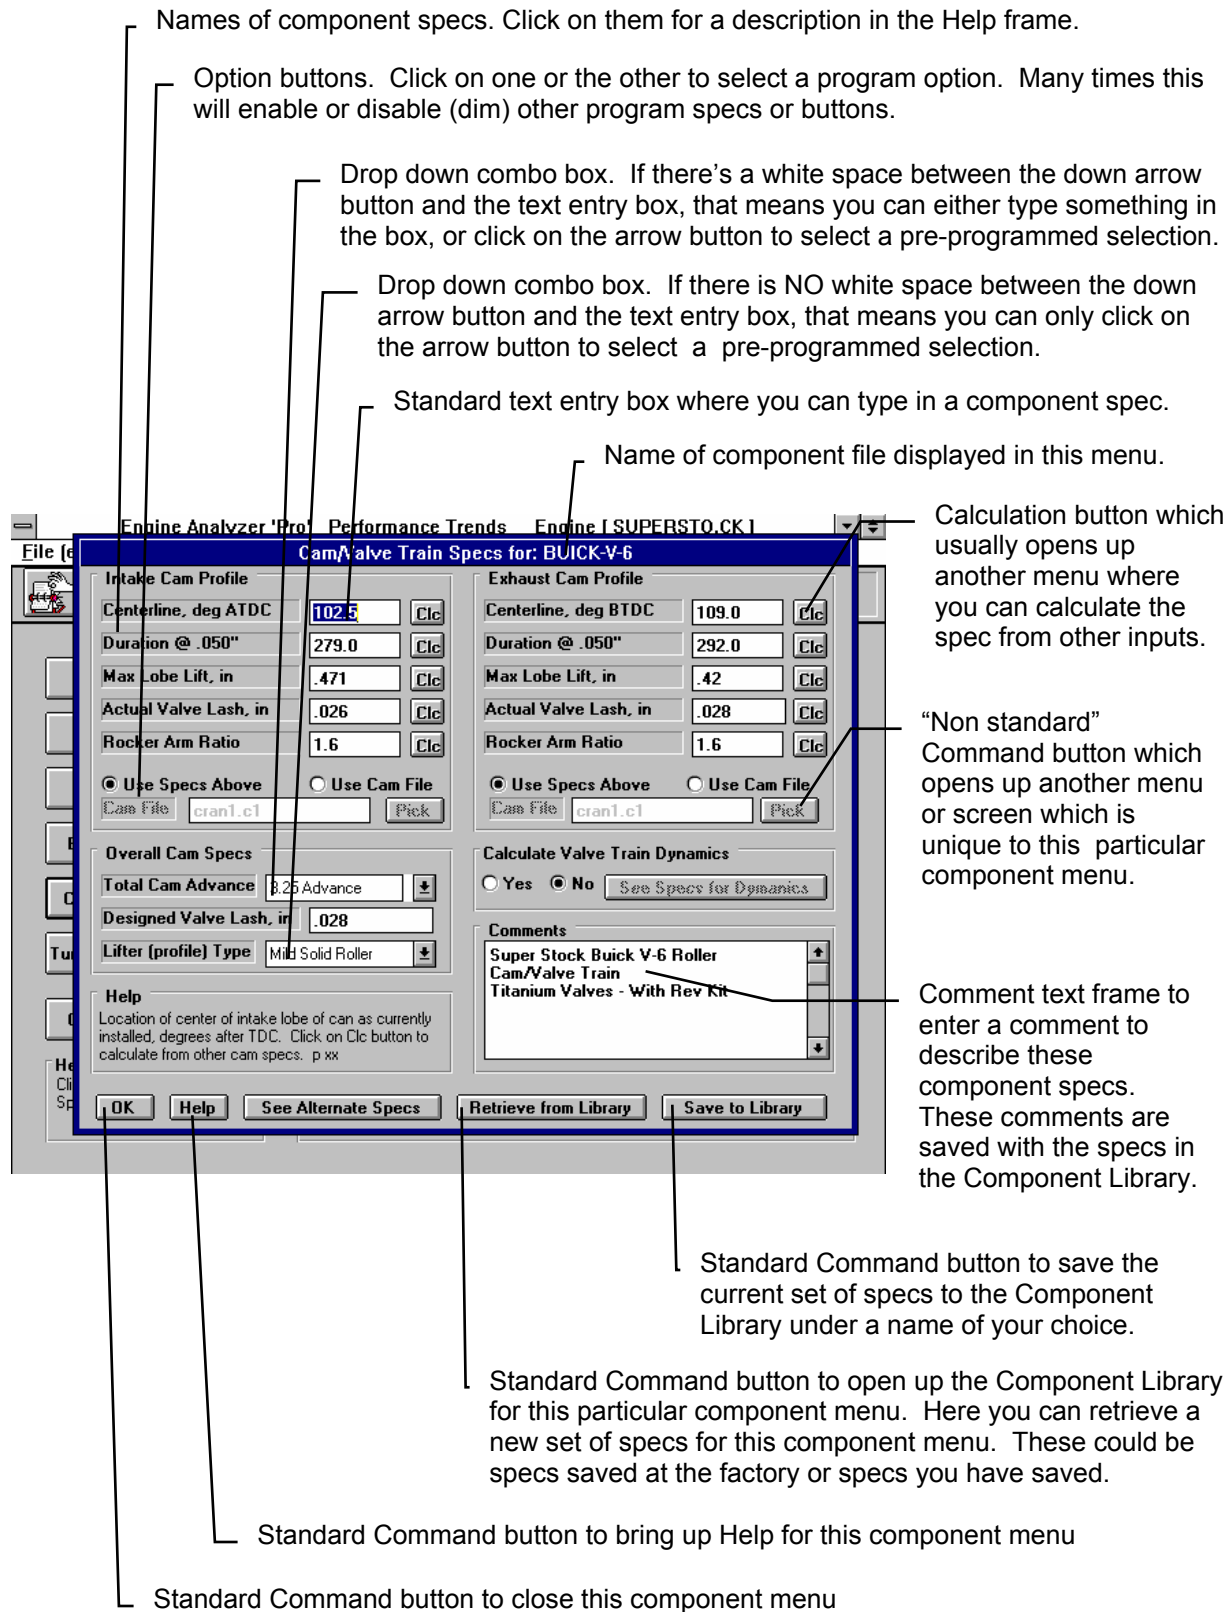 Names of component specs. Click on them for a description in the Help frame.
Option buttons.  Click on one or the other to select a program option.  Many times this
will enable or disable (dim) other program specs or buttons.
Drop down combo box.  If there's a white space between the down arrow
button and the text entry box, that means you can either type something in
the box, or click on the arrow button to select a pre-programmed selection.
Drop down combo box.  If there is NO white space between the down
arrow button and the text entry box, that means you can only click on
the arrow button to select  a  pre-programmed selection.
Standard text entry box where you can type in a component spec.
Name of component file displayed in this menu.
Engine Analyzer 'Pro'   Performance Trends   Engine [ SUPERSTO.CK ]
File (e
Cam/Valve Train Specs for: BUICK-V-6
Intake Cam Profile
Centerline, deg ATDC 102.5 Clc
Duration @ .050" 279.0 Clc
Max Lobe Lift, in .471 Clc
Actual Valve Lash, in .026 Clc
Rocker Arm Ratio 1.6 Clc
Use Specs Above Use Cam File
Cam File cran1.c1 Pick
Exhaust Cam Profile
Centerline, deg BTDC 109.0 Clc
Duration @ .050" 292.0 Clc
Max Lobe Lift, in .42 Clc
Actual Valve Lash, in .028 Clc
Rocker Arm Ratio 1.6 Clc
Use Specs Above Use Cam File
Cam File cran1.c1 Pick
Overall Cam Specs
Total Cam Advance 3.25 Advance
Designed Valve Lash, in .028
Lifter (profile) Type Mild Solid Roller
Calculate Valve Train Dynamics
Yes No See Specs for Dymanics
Comments
Super Stock Buick V-6 Roller
Cam/Valve Train
Titanium Valves - With Rev Kit
Help
Location of center of intake lobe of can as currently
installed, degrees after TDC.  Click on Clc button to
calculate from other cam specs.  p xx
OK Help See Alternate Specs Retrieve from Library Save to Library
Tu
He
Cli
Sp
Calculation button which
usually opens up
another menu where
you can calculate the
spec from other inputs.
“Non standard”
Command button which
opens up another menu
or screen which is
unique to this  particular
component menu.
Comment text frame to
enter a comment to
describe these
component specs.
These comments are
saved with the specs in
the Component Library.
Standard Command button to save the
current set of specs to the Component
Library under a name of your choice.
Standard Command button to open up the Component Library
for this particular component menu.  Here you can retrieve a
new set of specs for this component menu.  These could be
specs saved at the factory or specs you have saved.
Standard Command button to bring up Help for this component menu
Standard Command button to close this component menu